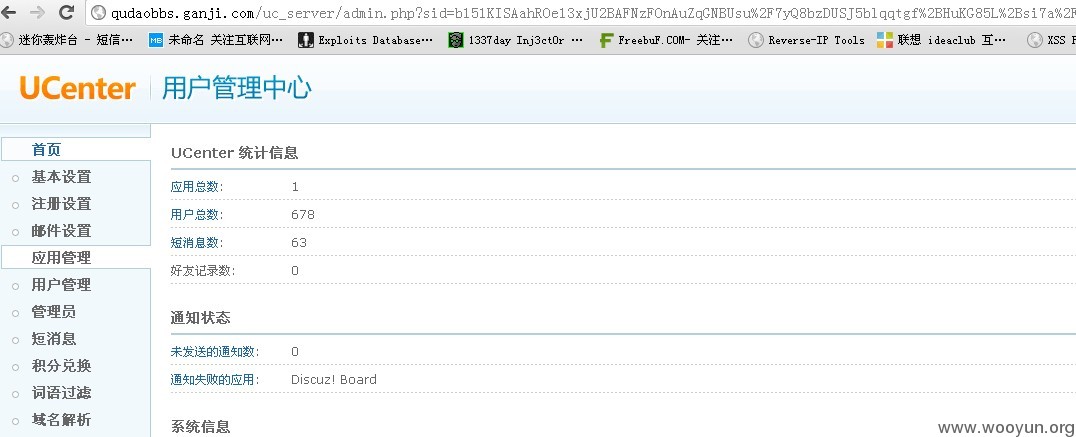 qudaobbs.ganji.com/uc_server/admin.php?sid=b151KISAahROe13xjU2BAFNzFOnAuZqGNBUsu%2F7yQ8bzDUSJ5blqqtgf%2BHuKG85L%2Bsi7a%2F
迷你轰炸台 - 短信… 未命名 关注互联网… Exploits Database… 1337day Inj3ct0r … FreebuF.COM- 关注… Reverse-IP Tools 联想 ideaclub 互… XSS F
UCenter 用户管理中心
首页
基本设置
注册设置
邮件设置
应用管理
用户管理
管理员
短消息
积分兑换
词语过滤
域名解析
UCenter 统计信息
应用总数: 1
用户总数: 678
短消息数: 63
好友记录数: 0
通知状态
未发送的通知数: 0
通知失败的应用: Discuz! Board
系统信息
www.wooyun.org